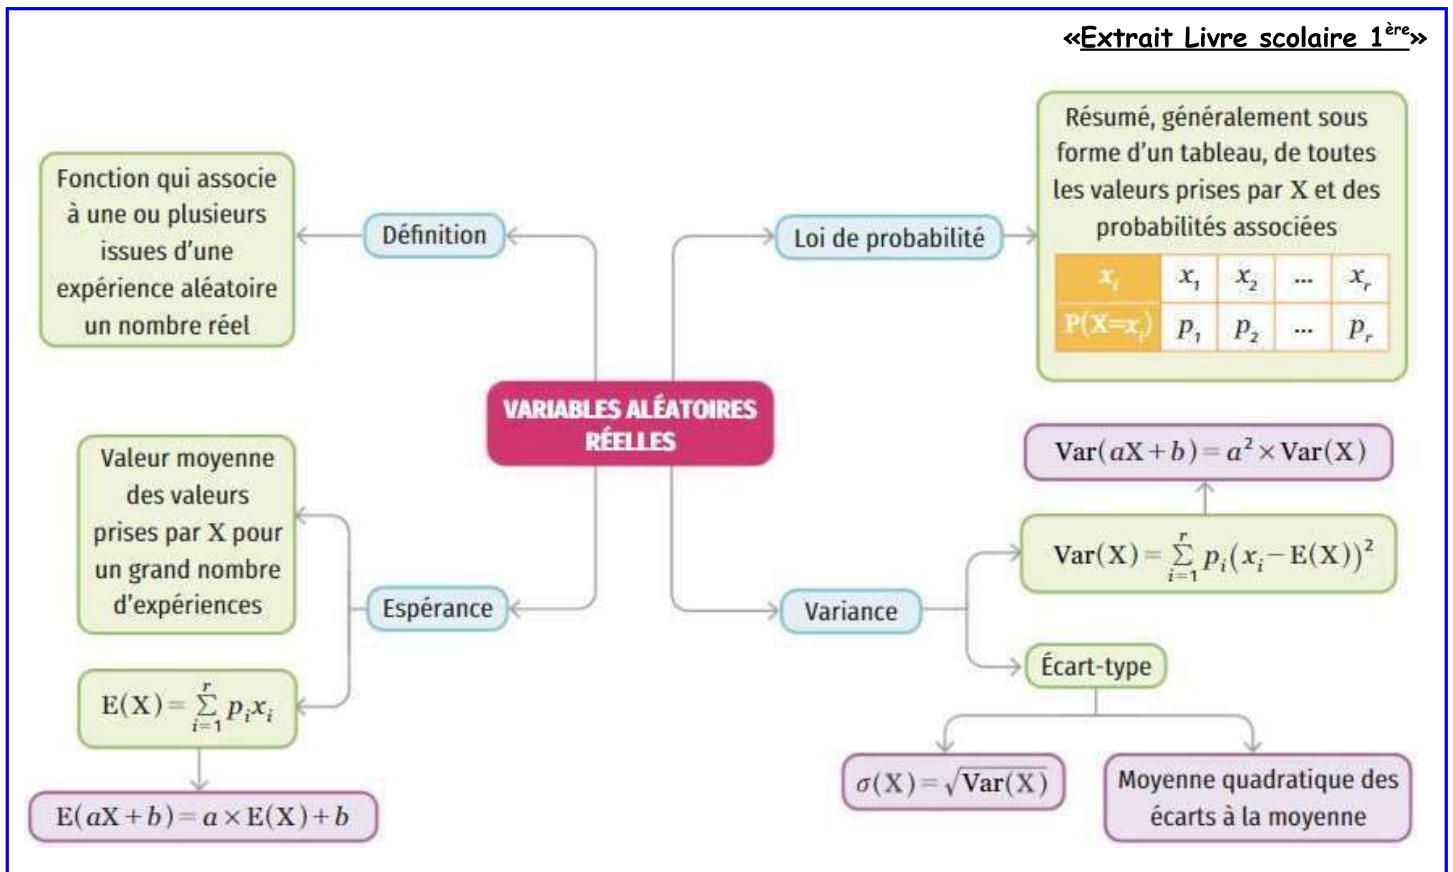 «Extrait Livre scolaire 1ère»
Fonction qui associe
à une ou plusieurs
issues d'une
expérience aléatoire
un nombre réel
Définition
Loi de probabilité
Résumé, généralement sous
forme d'un tableau, de toutes
les valeurs prises par X et des
probabilités associées
xᵢ x₁ x₂ ... xᵣ
P(X=xᵢ) p₁ p₂ ... pᵣ
VARIABLES ALÉATOIRES
RÉELLES
Valeur moyenne
des valeurs
prises par X pour
un grand nombre
d'expériences
Espérance
E(X) = ∑ᵢ₌₁ʳ pᵢxᵢ
E(aX + b) = a × E(X) + b
Var(aX + b) = a² × Var(X)
Var(X) = ∑ᵢ₌₁ʳ pᵢ(xᵢ − E(X))²
Variance
Écart-type
σ(X) = √Var(X)
Moyenne quadratique des
écarts à la moyenne